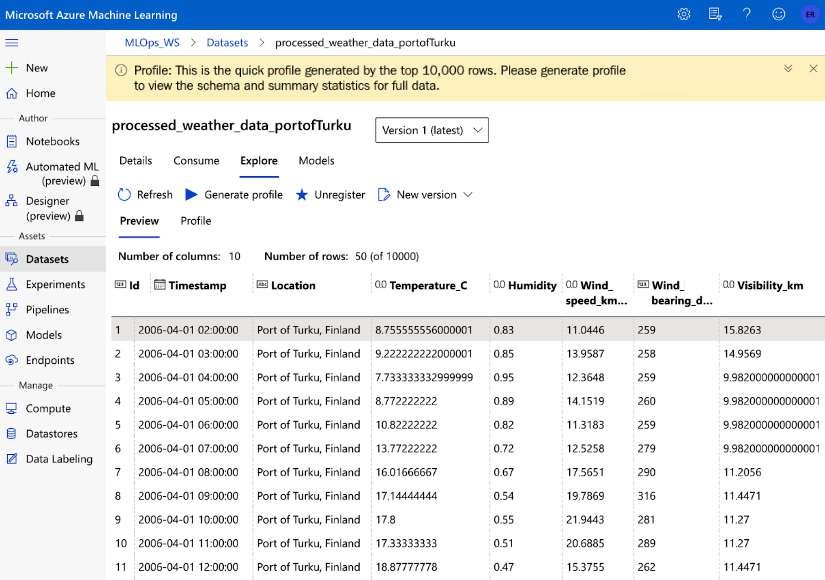 Microsoft Azure Machine Learning
ER
MLOps_WS > Datasets > processed_weather_data_portofTurku
Profile: This is the quick profile generated by the top 10,000 rows. Please generate profile
to view the schema and summary statistics for full data.
New
Home
Author
Notebooks
Automated ML
(preview)
Designer
(preview)
Assets
Datasets
Experiments
Pipelines
Models
Endpoints
Manage
Compute
Datastores
Data Labeling
processed_weather_data_portofTurku
Version 1 (latest)
Details Consume Explore Models
Refresh Generate profile Unregister New version
Preview Profile
Number of columns: 10 Number of rows: 50 (of 10000)
Id Timestamp Location 0.0 Temperature_C 0.0 Humidity 0.0 Wind_ Wind_ 0.0 Visibility_km
speed_km... bearing_d...
1 2006-04-01 02:00:00 Port of Turku, Finland 8.755555556000001 0.83 11.0446 259 15.8263
2 2006-04-01 03:00:00 Port of Turku, Finland 9.222222222000001 0.85 13.9587 258 14.9569
3 2006-04-01 04:00:00 Port of Turku, Finland 7.733333332999999 0.95 12.3648 259 9.982000000000001
4 2006-04-01 05:00:00 Port of Turku, Finland 8.772222222 0.89 14.1519 260 9.982000000000001
5 2006-04-01 06:00:00 Port of Turku, Finland 10.82222222 0.82 11.3183 259 9.982000000000001
6 2006-04-01 07:00:00 Port of Turku, Finland 13.77222222 0.72 12.5258 279 9.982000000000001
7 2006-04-01 08:00:00 Port of Turku, Finland 16.01666667 0.67 17.5651 290 11.2056
8 2006-04-01 09:00:00 Port of Turku, Finland 17.14444444 0.54 19.7869 316 11.4471
9 2006-04-01 10:00:00 Port of Turku, Finland 17.8 0.55 21.9443 281 11.27
10 2006-04-01 11:00:00 Port of Turku, Finland 17.33333333 0.51 20.6885 289 11.27
11 2006-04-01 12:00:00 Port of Turku, Finland 18.87777778 0.47 15.3755 262 11.4471